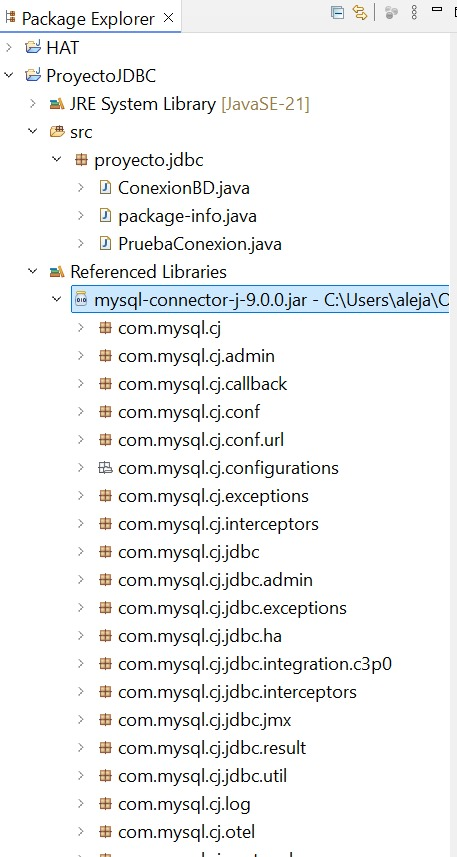 Package Explorer
HAT
ProyectoJDBC
JRE System Library [JavaSE-21]
src
proyecto.jdbc
ConexionBD.java
package-info.java
PruebaConexion.java
Referenced Libraries
mysql-connector-j-9.0.0.jar - C:\Users\aleja\O
com.mysql.cj
com.mysql.cj.admin
com.mysql.cj.callback
com.mysql.cj.conf
com.mysql.cj.conf.url
com.mysql.cj.configurations
com.mysql.cj.exceptions
com.mysql.cj.interceptors
com.mysql.cj.jdbc
com.mysql.cj.jdbc.admin
com.mysql.cj.jdbc.exceptions
com.mysql.cj.jdbc.ha
com.mysql.cj.jdbc.integration.c3p0
com.mysql.cj.jdbc.interceptors
com.mysql.cj.jdbc.jmx
com.mysql.cj.jdbc.result
com.mysql.cj.jdbc.util
com.mysql.cj.log
com.mysql.cj.otel